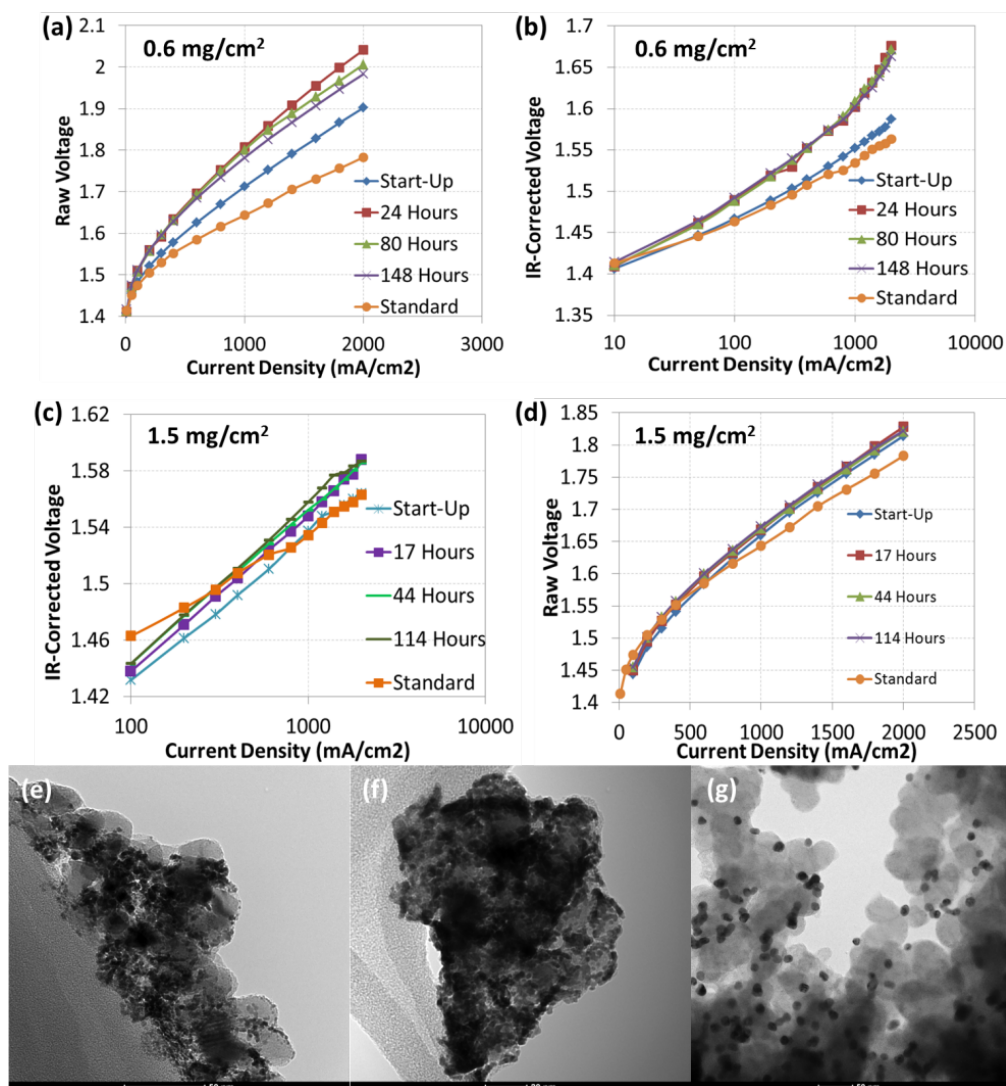 (a)
0.6 mg/cm²
Raw Voltage
2.1
2
1.9
1.8
1.7
1.6
1.5
1.4
0
1000
2000
3000
Current Density (mA/cm2)
Start-Up
24 Hours
80 Hours
148 Hours
Standard
(b)
0.6 mg/cm²
IR-Corrected Voltage
1.67
1.65
1.6
1.55
1.5
1.45
1.4
1.35
10
100
1000
10000
Current Density (mA/cm2)
Start-Up
24 Hours
80 Hours
148 Hours
Standard
(c)
1.5 mg/cm²
IR-Corrected Voltage
1.62
1.58
1.54
1.5
1.46
1.42
100
1000
10000
Current Density (mA/cm2)
Start-Up
17 Hours
44 Hours
114 Hours
Standard
(d)
1.5 mg/cm²
Raw Voltage
1.85
1.8
1.75
1.7
1.65
1.6
1.55
1.5
1.45
1.4
0
500
1000
1500
2000
2500
Current Density (mA/cm2)
Start-Up
17 Hours
44 Hours
114 Hours
Standard
(e)
(f)
(g)